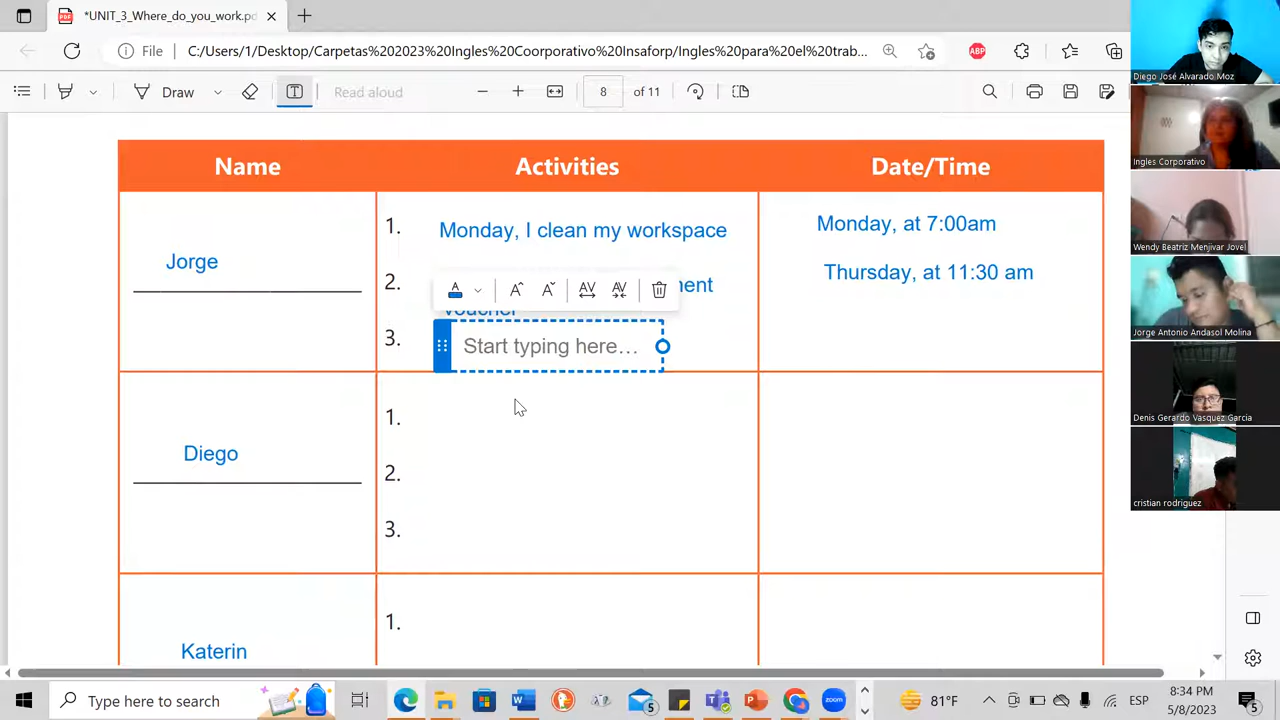 *UNIT_3_Where_do_you_work.pd
File
C:/Users/1/Desktop/Carpetas%202023%20Ingles%20Coorporativo%20Insaforp/Ingles%20para%20el%20trab...
ABP
Draw
Read aloud
8
of 11
Name
Activities
Date/Time
Jorge
1.
Monday, I clean my workspace
Monday, at 7:00am
2.
voucher
Thursday, at 11:30 am
3.
Start typing here...
Diego
1.
2.
3.
Katerin
1.
Diego José Alvarado Moz
Ingles Corporativo
Wendy Beatriz Menjivar Jovel
Jorge Antonio Andasol Molina
Denis Gerardo Vasquez Garcia
cristian rodriguez
Type here to search
5
zoom
81°F
ESP
8:34 PM
5/8/2023
5